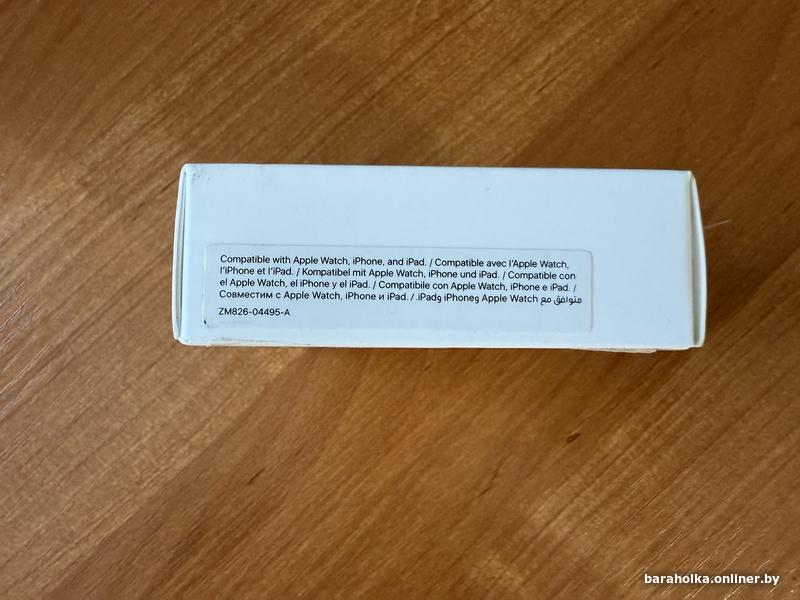 Compatible with Apple Watch, iPhone, and iPad. / Compatible avec l'Apple Watch,
l'iPhone et l'iPad. / Kompatibel mit Apple Watch, iPhone und iPad. / Compatible con
el Apple Watch, el iPhone y el iPad. / Compatibile con Apple Watch, iPhone e iPad. /
Совместим с Apple Watch, iPhone и iPad. / متوافق مع Apple Watch وiPhone وiPad.
ZM826-04495-A
baraholka.onliner.by